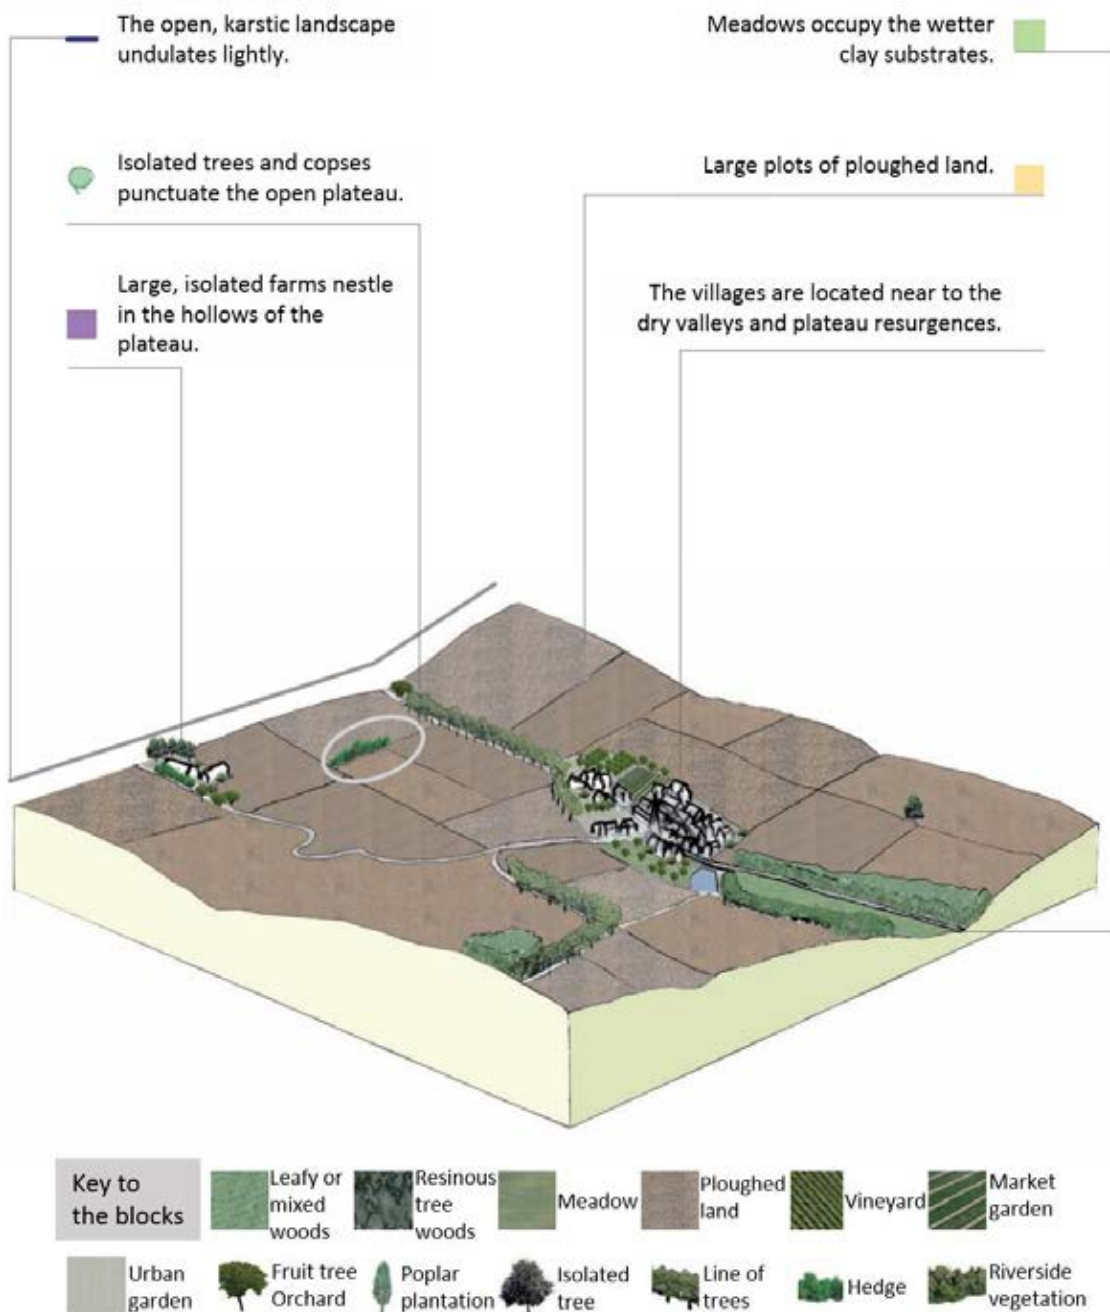 The open, karstic landscape
undulates lightly.
Meadows occupy the wetter
clay substrates.
Isolated trees and copses
punctuate the open plateau.
Large plots of ploughed land.
Large, isolated farms nestle
in the hollows of the
plateau.
The villages are located near to the
dry valleys and plateau resurgences.
Key to
the blocks
Leafy or
mixed
woods
Resinous
tree
woods
Meadow
Ploughed
land
Vineyard
Market
garden
Urban
garden
Fruit tree
Orchard
Poplar
plantation
Isolated
tree
Line of
trees
Hedge
Riverside
vegetation